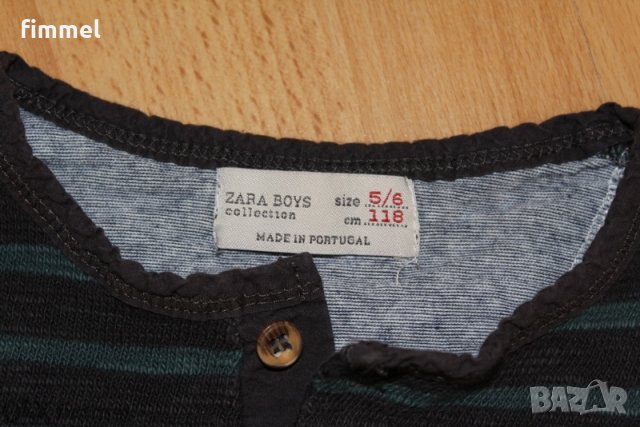 fimmel
ZARA BOYS size 5/6
collection cm 118
MADE IN PORTUGAL
BAZAR